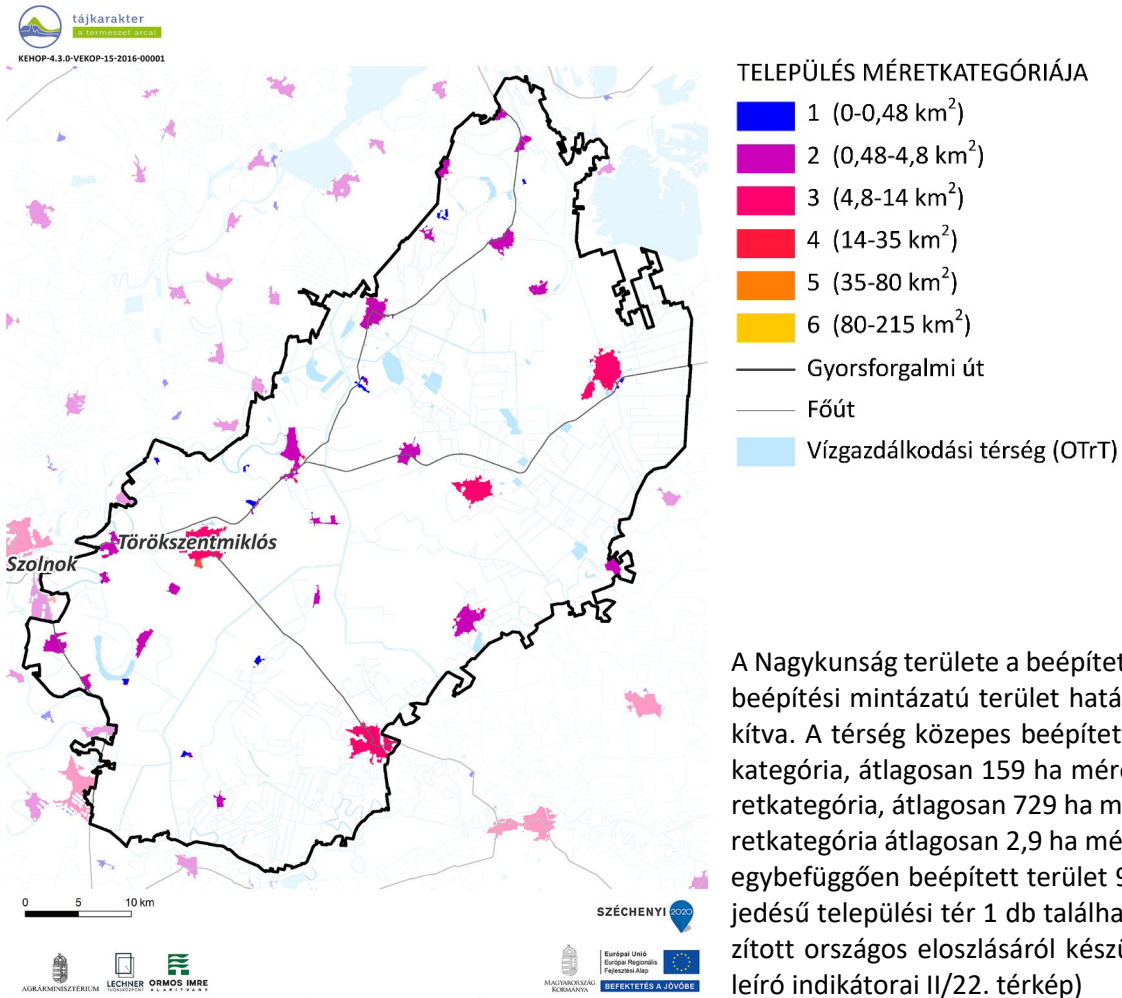 tájkarakter
a természet arcai
KEHOP-4.3.0-VEKOP-15-2016-00001
TELEPÜLÉS MÉRETKATEGÓRIÁJA
1 (0-0,48 km²)
2 (0,48-4,8 km²)
3 (4,8-14 km²)
4 (14-35 km²)
5 (35-80 km²)
6 (80-215 km²)
Gyorsforgalmi út
Főút
Vízgazdálkodási térség (OTrT)
Törökszentmiklós
Szolnok
A Nagykunság területe a beépítet
beépítési mintázatú terület hatá
kítva. A térség közepes beépítet
kategória, átlagosan 159 ha mére
retkategória, átlagosan 729 ha m
retkategória átlagosan 2,9 ha mé
egybefüggően beépített terület 9
jedésű települési tér 1 db találha
zított országos eloszlásáról készü
leíró indikátorai II/22. térkép)
0 5 10 km
SZÉCHENYI 2020
AGRÁRMINISZTÉRIUM
LECHNER
TUDÁSKÖZPONT
ORMOS IMRE
ALAPÍTVÁNY
MAGYARORSZÁG
KORMÁNYA
Európai Unió
Európai Regionális
Fejlesztési Alap
BEFEKTETÉS A JÖVŐBE